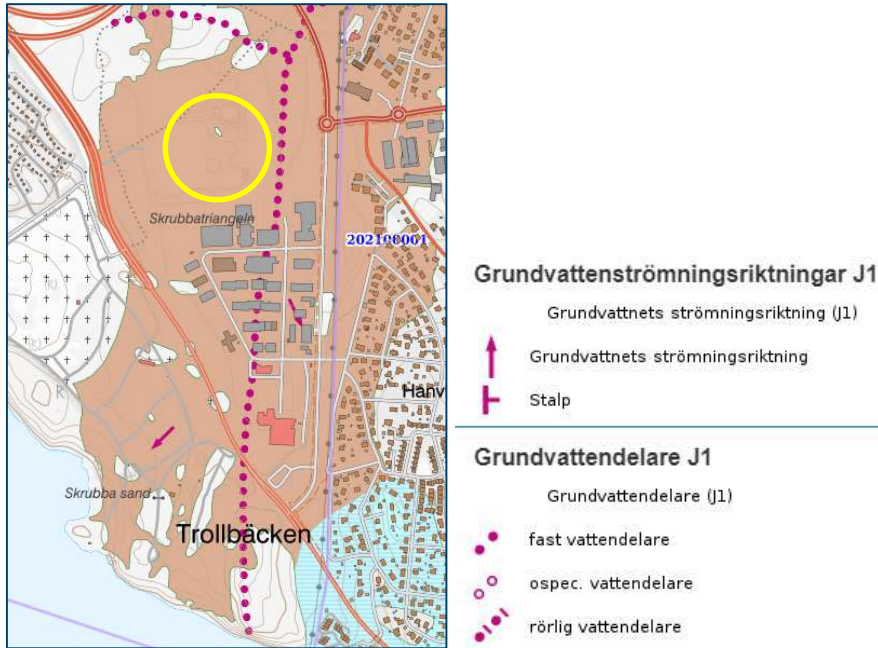 Skrubbatriangeln
202100001
Hanv
Skrubba sand
Trollbäcken
Grundvattenströmningsriktningar J1
Grundvattnets strömningsriktning (J1)
Grundvattnets strömningsriktning
Stalp
Grundvattendelare J1
Grundvattendelare (J1)
fast vattendelare
ospec. vattendelare
rörlig vattendelare